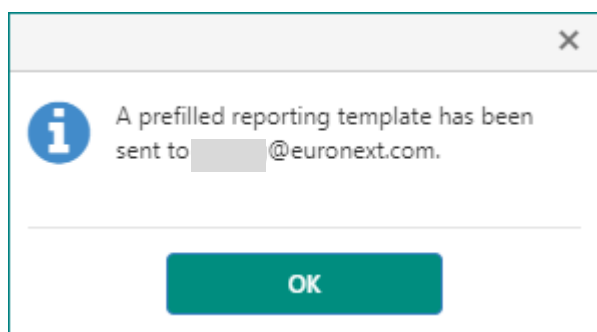 A prefilled reporting template has been
sent to @euronext.com.
OK